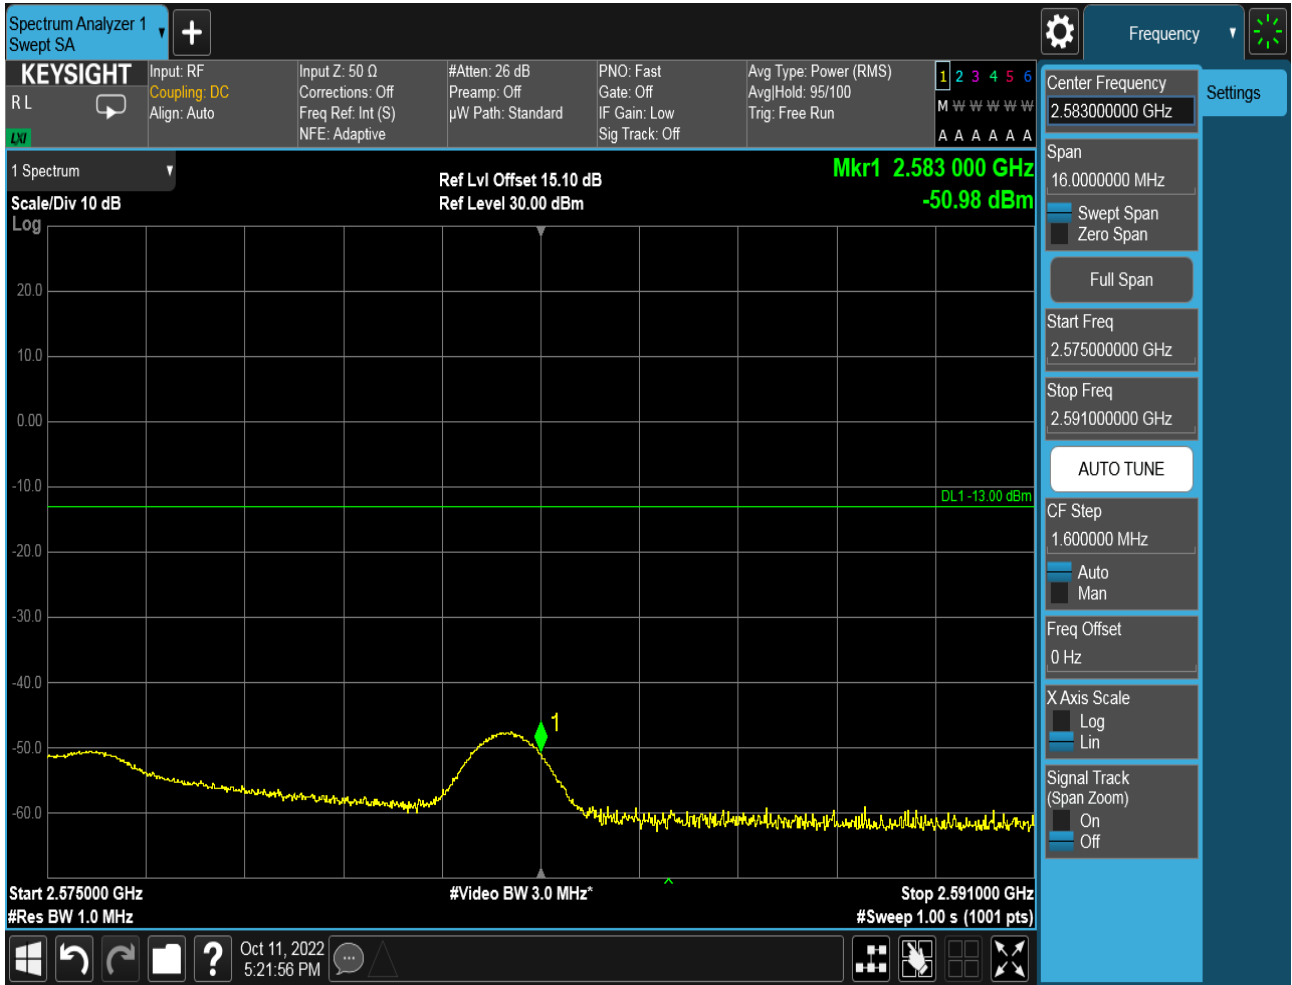 Spectrum Analyzer 1
Swept SA
Frequency
KEYSIGHT
R L
LXI
Input: RF
Coupling: DC
Align: Auto
Input Z: 50 Ω
Corrections: Off
Freq Ref: Int (S)
NFE: Adaptive
#Atten: 26 dB
Preamp: Off
µW Path: Standard
PNO: Fast
Gate: Off
IF Gain: Low
Sig Track: Off
Avg Type: Power (RMS)
Avg|Hold: 95/100
Trig: Free Run
1 2 3 4 5 6
M W W W W W
A A A A A A
1 Spectrum
Scale/Div 10 dB
Log
Ref Lvl Offset 15.10 dB
Ref Level 30.00 dBm
Mkr1 2.583 000 GHz
-50.98 dBm
20.0
10.0
0.00
-10.0
DL1 -13.00 dBm
-20.0
-30.0
-40.0
1
-50.0
-60.0
Start 2.575000 GHz
#Res BW 1.0 MHz
#Video BW 3.0 MHz*
Stop 2.591000 GHz
#Sweep 1.00 s (1001 pts)
Center Frequency
2.583000000 GHz
Settings
Span
16.0000000 MHz
Swept Span
Zero Span
Full Span
Start Freq
2.575000000 GHz
Stop Freq
2.591000000 GHz
AUTO TUNE
CF Step
1.600000 MHz
Auto
Man
Freq Offset
0 Hz
X Axis Scale
Log
Lin
Signal Track
(Span Zoom)
On
Off
?
Oct 11, 2022
5:21:56 PM